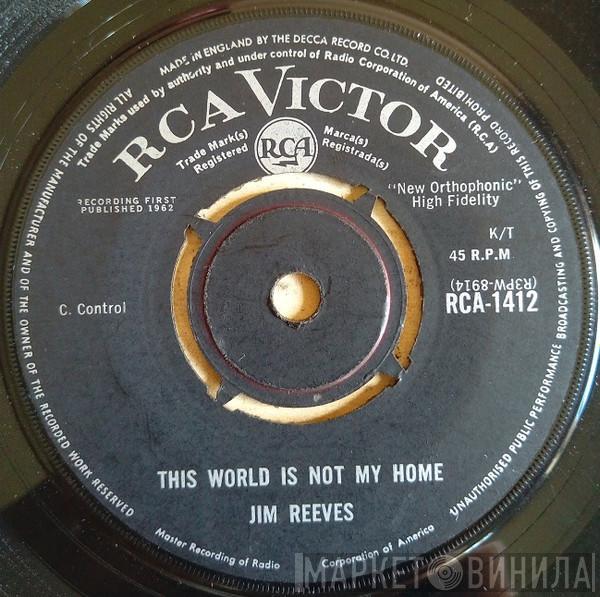 MADE IN ENGLAND BY THE DECCA RECORD CO. LTD.
Trade Marks used by authority and under control of Radio Corporation of America (R.C.A)
ALL RIGHTS OF THE MANUFACTURER AND OF THE OWNER OF THE RECORDED WORK RESERVED
UNAUTHORISED PUBLIC PERFORMANCE BROADCASTING AND COPYING OF THIS RECORD PROHIBITED
RCA VICTOR
Trade Mark(s)
Registered
RCA
Marca(s)
Registrada(s)
RECORDING FIRST
PUBLISHED 1962
"New Orthophonic"
High Fidelity
K/T
45 R.P.M
(R3PW-8914)
RCA-1412
C. Control
THIS WORLD IS NOT MY HOME
JIM REEVES
Master Recording of Radio Corporation of America
МАРКЕТ ВИНИЛА